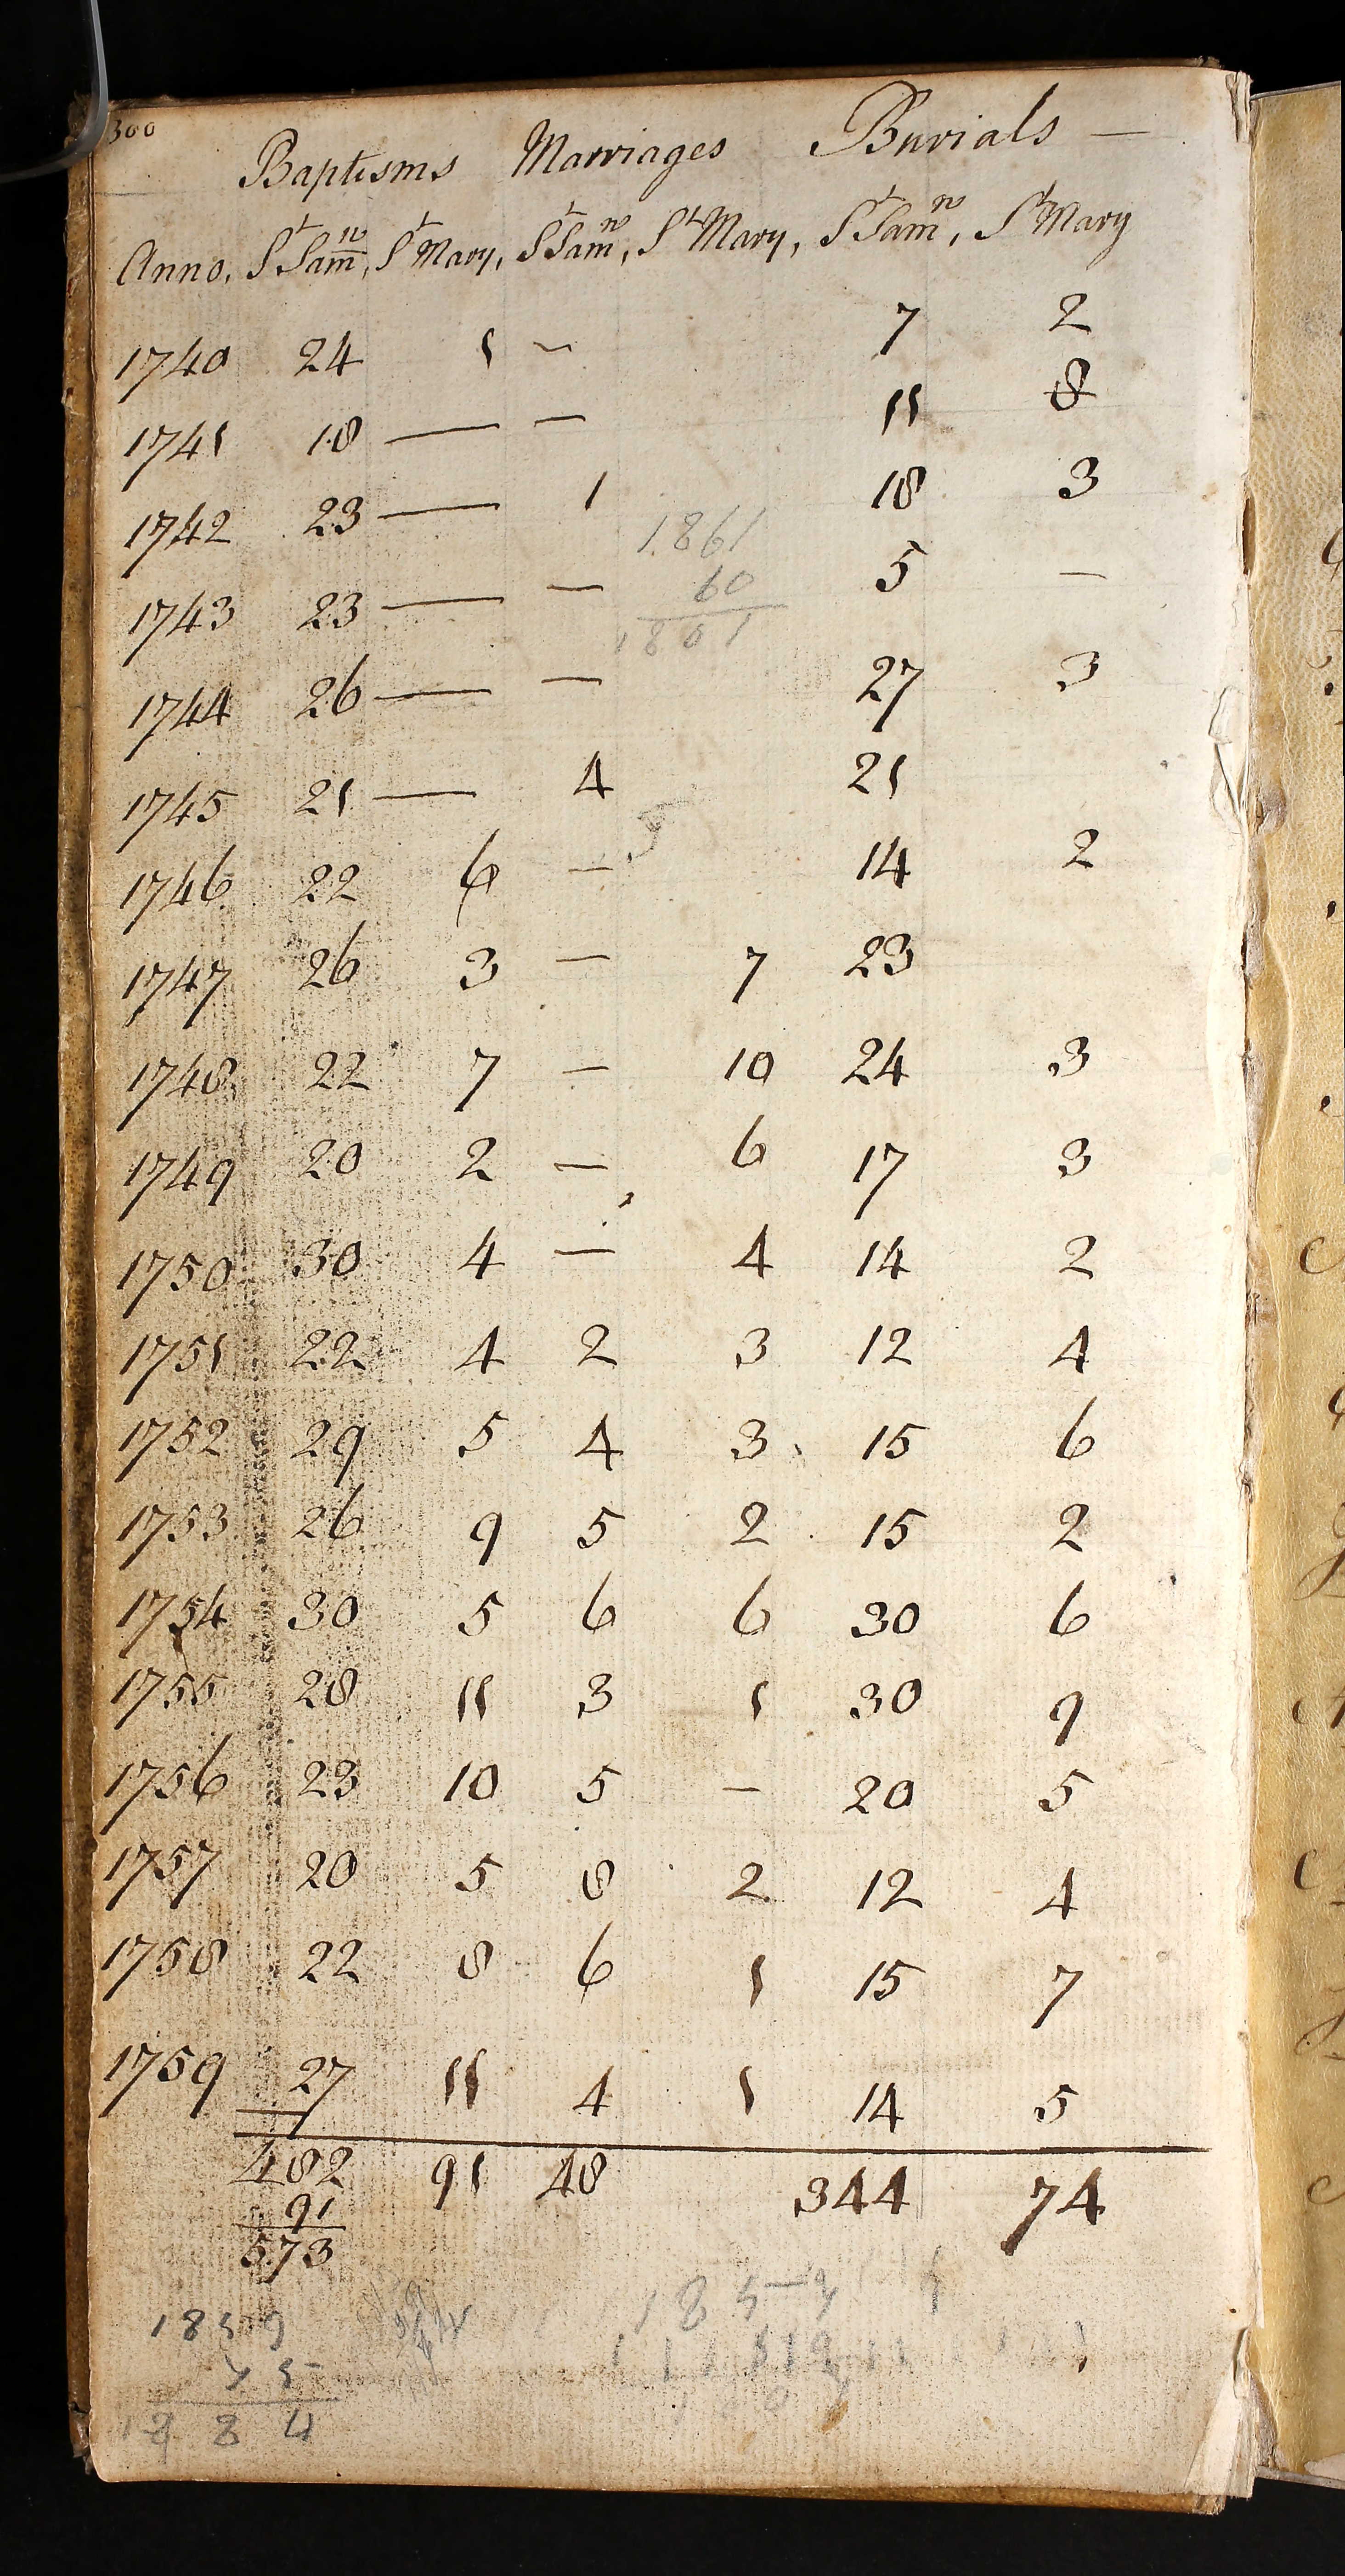 300
Baptisms Marriages Burials —
Anno, St Samn, St Mary, St Samn, St Mary, St Samn, St Mary
1740 24 1 — 7 2
1741 18 — — 11 8
1742 23 — 1 18 3
1861
60
1801
1743 23 — — 5 —
1744 26 — — 27 3
1745 21 — 4 21
1746 22 6 — 14 2
1747 26 3 — 7 23
1748 22 7 — 10 24 3
1749 20 2 — 6 17 3
1750 30 4 — 4 14 2
1751 22 4 2 3 12 4
1752 29 5 4 3 15 6
1753 26 9 5 2 15 2
1754 30 5 6 6 30 6
1755 28 11 3 1 30 9
1756 23 10 5 — 20 5
1757 20 5 8 2 12 4
1758 22 8 6 1 15 7
1759 27 11 4 1 14 5
482 91 48 344 74
91
573
1859
75